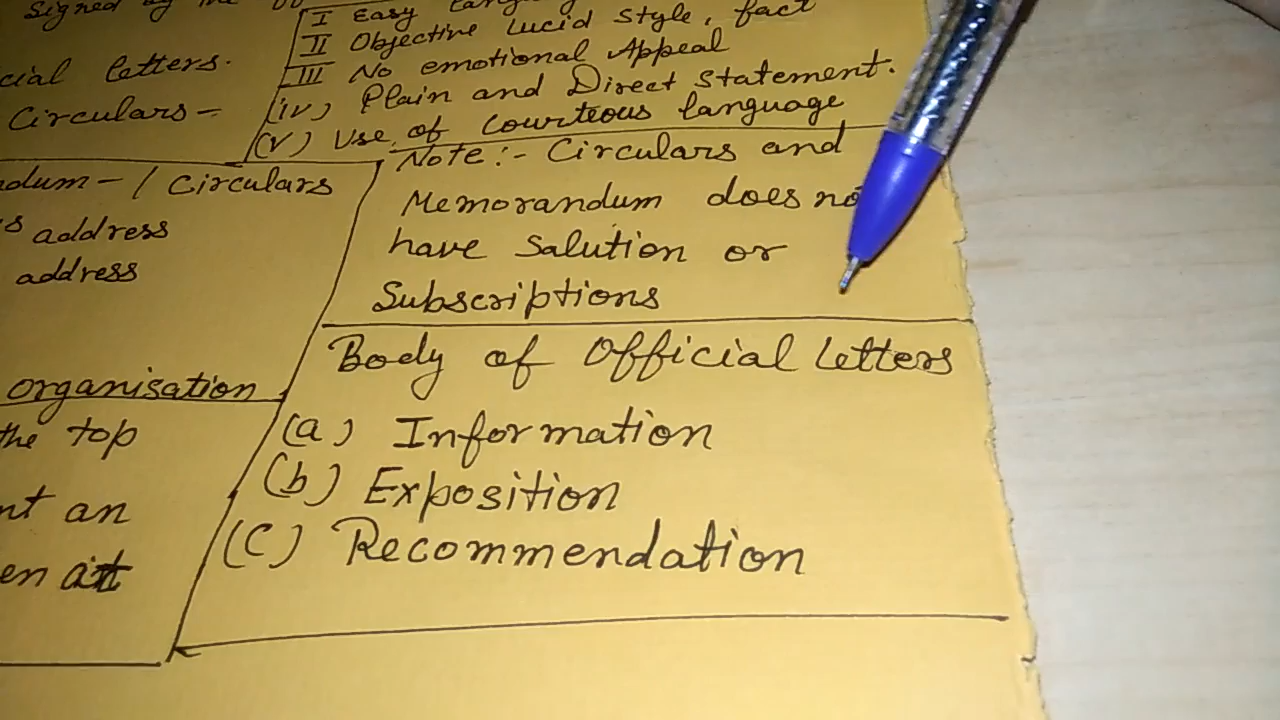 Signed by the
cial letters.
Circulars -
I Easy
II Objective Lucid Style, fact
III No emotional Appeal
(iv) Plain and Direct Statement.
(v) Use of Courteous language
dum - / Circulars
s address
address
organisation
the top
nt an
en att
Note :- Circulars and
Memorandum does no
have Salution or
Subscriptions
Body of Official Letters
(a) Information
(b) Exposition
(C) Recommendation